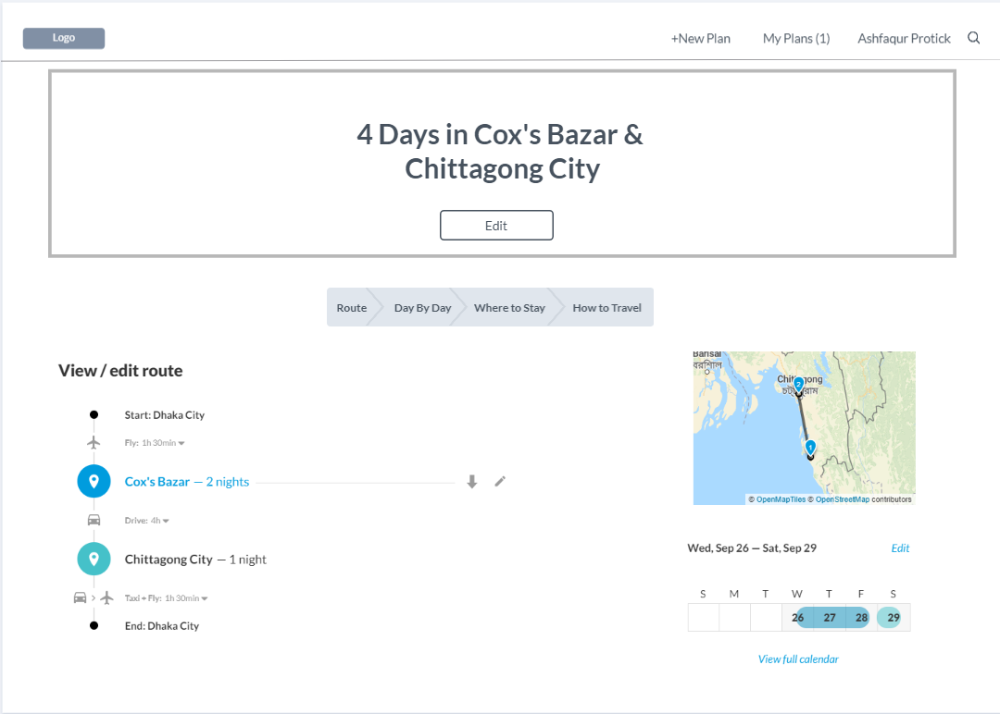 Logo
+New Plan
My Plans (1)
Ashfaqur Protick
4 Days in Cox's Bazar &
Chittagong City
Edit
Route
Day By Day
Where to Stay
How to Travel
View / edit route
Start: Dhaka City
Fly: 1h 30min
Cox's Bazar — 2 nights
Drive: 4h
Chittagong City — 1 night
Taxi + Fly: 1h 30min
End: Dhaka City
Barisal
বরিশাল
2
1
© OpenMapTiles © OpenStreetMap contributors
Wed, Sep 26 — Sat, Sep 29
Edit
S M T W T F S
26 27 28 29
View full calendar